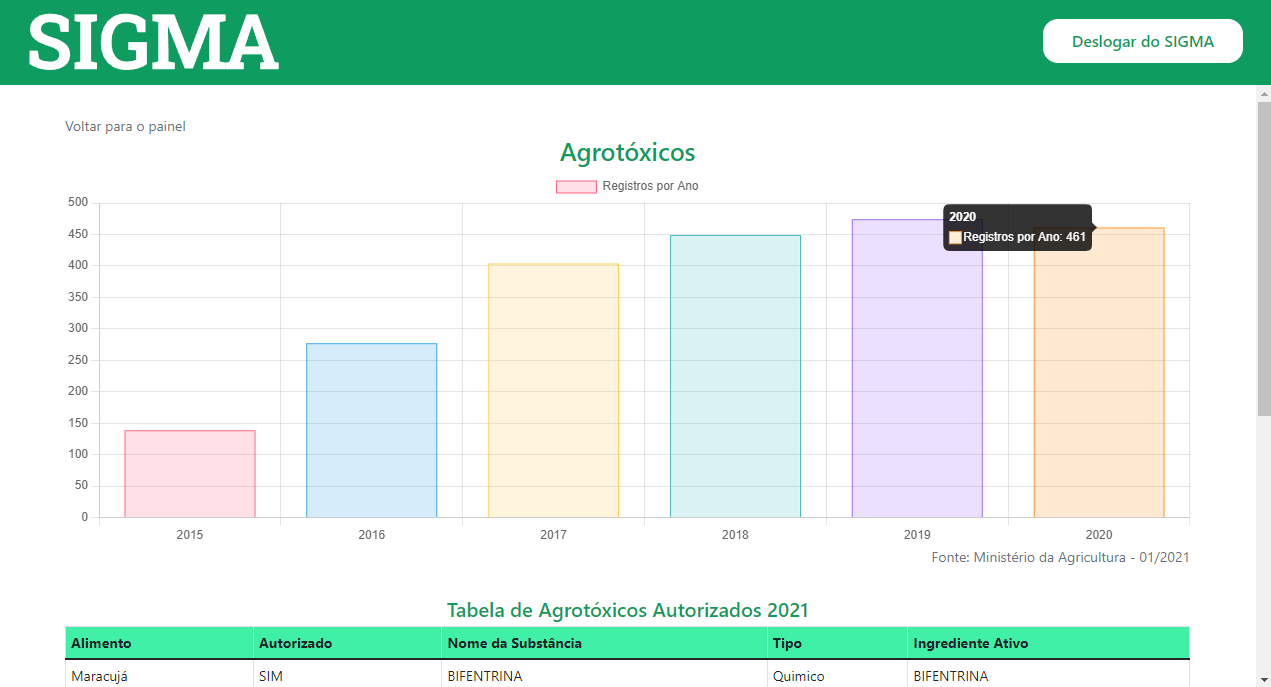 SIGMA
Deslogar do SIGMA
Voltar para o painel
Agrotóxicos
Registros por Ano
500
450
400
350
300
250
200
150
100
50
0
2020
Registros por Ano: 461
2015 2016 2017 2018 2019 2020
Fonte: Ministério da Agricultura - 01/2021
Tabela de Agrotóxicos Autorizados 2021
Alimento Autorizado Nome da Substância Tipo Ingrediente Ativo
Maracujá SIM BIFENTRINA Quimico BIFENTRINA